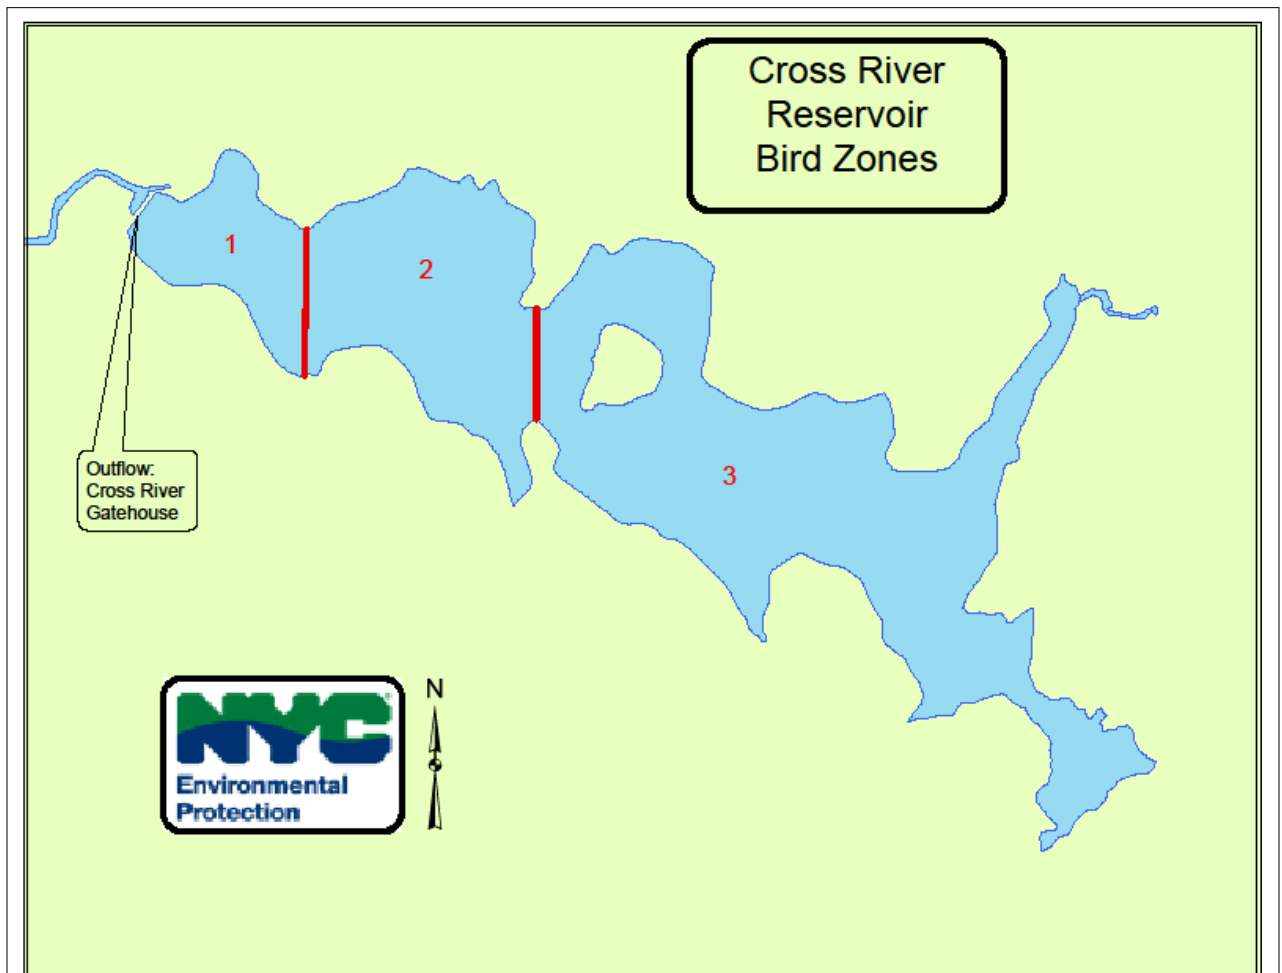 Cross River
Reservoir
Bird Zones
1
2
3
Outflow:
Cross River
Gatehouse
N
NYC
Environmental
Protection